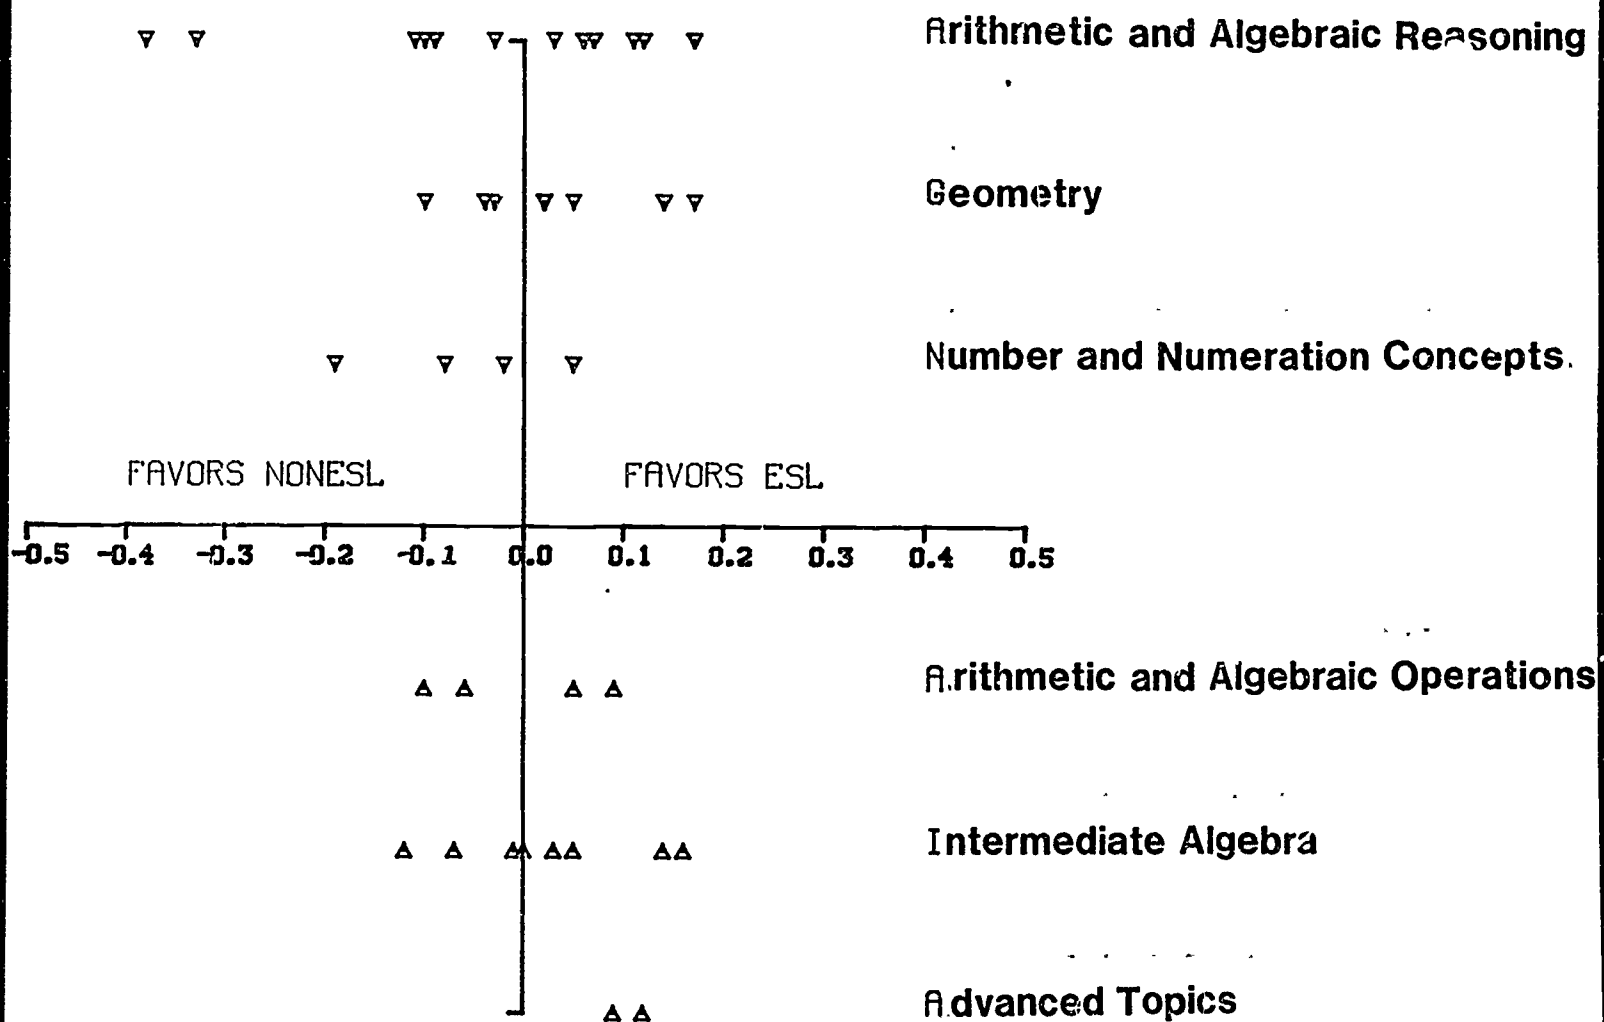 Arithmetic and Algebraic Reasoning
Geometry
Number and Numeration Concepts.
FAVORS NONESL FAVORS ESL
-0.5 -0.4 -0.3 -0.2 -0.1 0.0 0.1 0.2 0.3 0.4 0.5
Arithmetic and Algebraic Operations
Intermediate Algebra
Advanced Topics